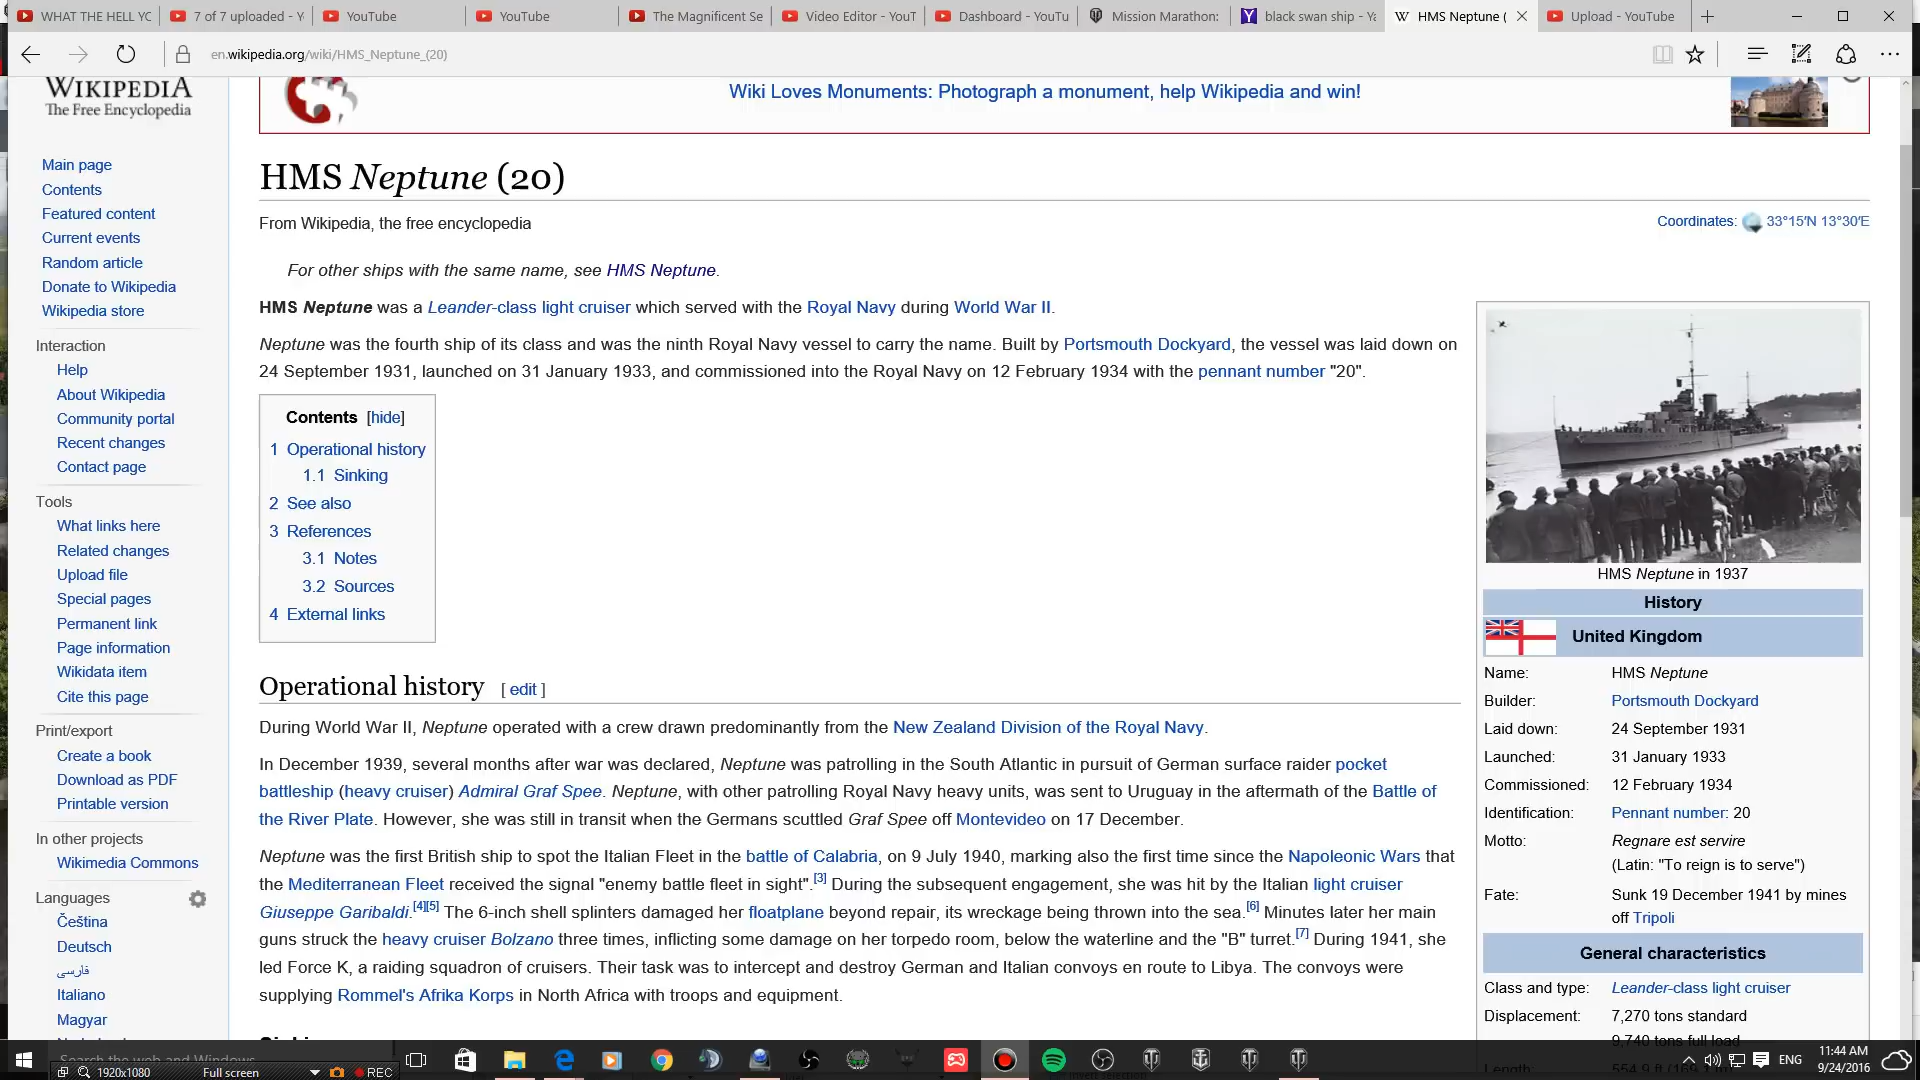 WHAT THE HELL YO
7 of 7 uploaded - Y
YouTube
YouTube
The Magnificent Se
Video Editor - YouT
Dashboard - YouTu
Mission Marathon:
black swan ship - Ya
HMS Neptune (
Upload - YouTube
en.wikipedia.org/wiki/HMS_Neptune_(20)
WIKIPEDIA
The Free Encyclopedia
Main page
Contents
Featured content
Current events
Random article
Donate to Wikipedia
Wikipedia store
Interaction
Help
About Wikipedia
Community portal
Recent changes
Contact page
Tools
What links here
Related changes
Upload file
Special pages
Permanent link
Page information
Wikidata item
Cite this page
Print/export
Create a book
Download as PDF
Printable version
In other projects
Wikimedia Commons
Languages
Čeština
Deutsch
فارسی
Italiano
Magyar
Wiki Loves Monuments: Photograph a monument, help Wikipedia and win!
HMS Neptune (20)
From Wikipedia, the free encyclopedia
Coordinates: 33°15′N 13°30′E
For other ships with the same name, see HMS Neptune.
HMS Neptune was a Leander-class light cruiser which served with the Royal Navy during World War II.
Neptune was the fourth ship of its class and was the ninth Royal Navy vessel to carry the name. Built by Portsmouth Dockyard, the vessel was laid down on
24 September 1931, launched on 31 January 1933, and commissioned into the Royal Navy on 12 February 1934 with the pennant number "20".
Contents [hide]
1 Operational history
1.1 Sinking
2 See also
3 References
3.1 Notes
3.2 Sources
4 External links
Operational history [ edit ]
During World War II, Neptune operated with a crew drawn predominantly from the New Zealand Division of the Royal Navy.
In December 1939, several months after war was declared, Neptune was patrolling in the South Atlantic in pursuit of German surface raider pocket
battleship (heavy cruiser) Admiral Graf Spee. Neptune, with other patrolling Royal Navy heavy units, was sent to Uruguay in the aftermath of the Battle of
the River Plate. However, she was still in transit when the Germans scuttled Graf Spee off Montevideo on 17 December.
Neptune was the first British ship to spot the Italian Fleet in the battle of Calabria, on 9 July 1940, marking also the first time since the Napoleonic Wars that
the Mediterranean Fleet received the signal "enemy battle fleet in sight".[3] During the subsequent engagement, she was hit by the Italian light cruiser
Giuseppe Garibaldi.[4][5] The 6-inch shell splinters damaged her floatplane beyond repair, its wreckage being thrown into the sea.[6] Minutes later her main
guns struck the heavy cruiser Bolzano three times, inflicting some damage on her torpedo room, below the waterline and the "B" turret.[7] During 1941, she
led Force K, a raiding squadron of cruisers. Their task was to intercept and destroy German and Italian convoys en route to Libya. The convoys were
supplying Rommel's Afrika Korps in North Africa with troops and equipment.
HMS Neptune in 1937
History
United Kingdom
Name: HMS Neptune
Builder: Portsmouth Dockyard
Laid down: 24 September 1931
Launched: 31 January 1933
Commissioned: 12 February 1934
Identification: Pennant number: 20
Motto: Regnare est servire
(Latin: "To reign is to serve")
Fate: Sunk 19 December 1941 by mines
off Tripoli
General characteristics
Class and type: Leander-class light cruiser
Displacement: 7,270 tons standard
9,740 tons full load
Search the web and Windows
1920x1080
Full screen
REC
ENG
11:44 AM
9/24/2016